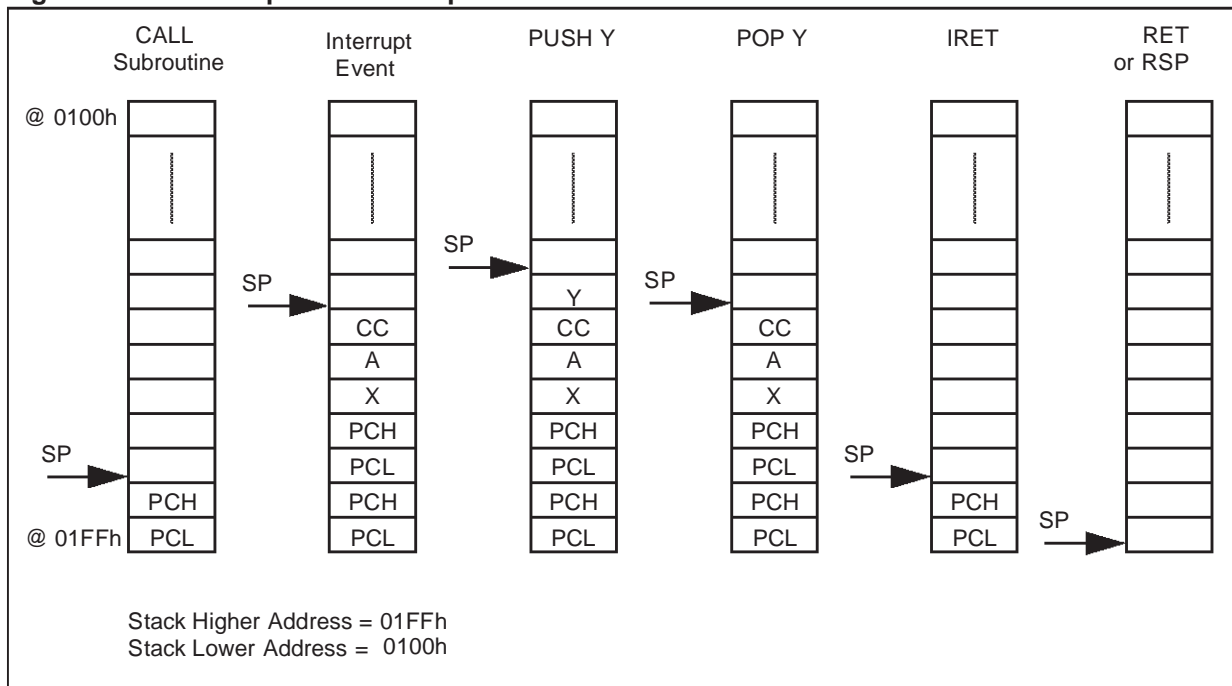 CALL
Subroutine
Interrupt
Event
PUSH Y
POP Y
IRET
RET
or RSP
@ 0100h
SP
SP
SP
Y
CC
CC
CC
A
A
A
X
X
X
PCH
PCH
PCH
SP
SP
PCL
PCL
PCL
PCH
PCH
PCH
PCH
PCH
SP
@ 01FFh
PCL
PCL
PCL
PCL
PCL
Stack Higher Address = 01FFh
Stack Lower Address = 0100h